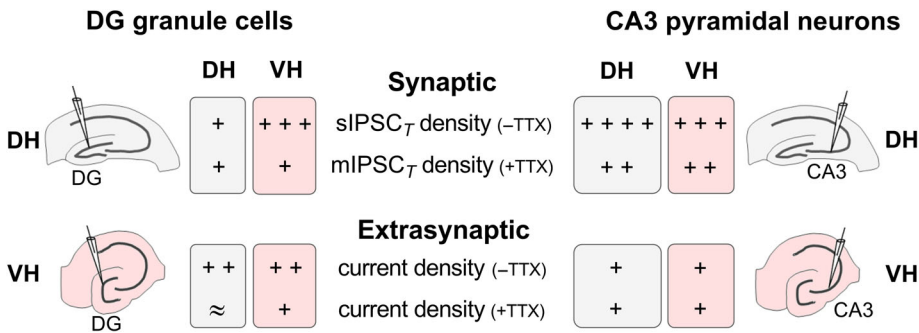 DG granule cells CA3 pyramidal neurons
DH VH Synaptic DH VH
+ + + + sIPSC_T density (–TTX) + + + + + + +
DH DH
+ + mIPSC_T density (+TTX) + + + +
DG CA3
Extrasynaptic
VH + + + + current density (–TTX) + + VH
≈ + current density (+TTX) + +
DG CA3